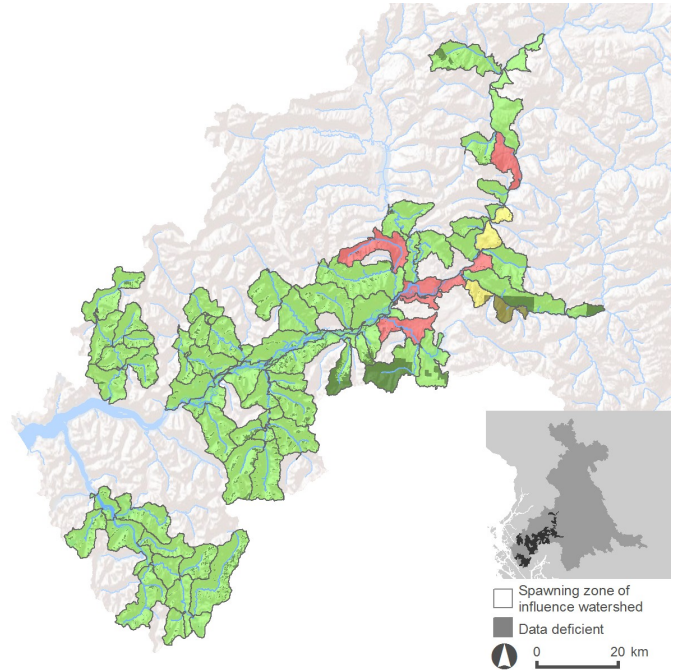 Spawning zone of
influence watershed
Data deficient
0 20 km